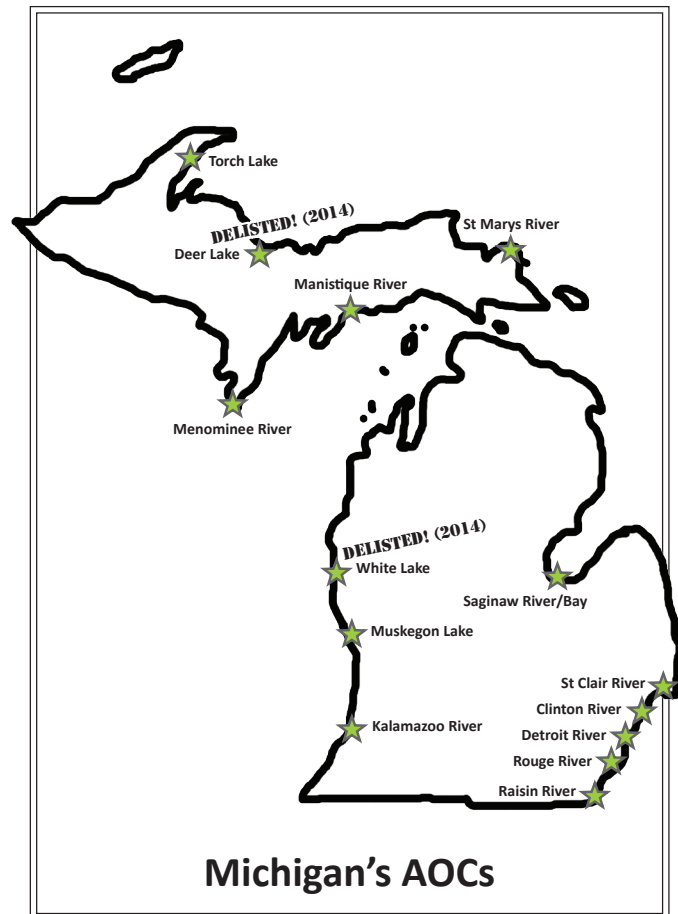 Torch Lake
DELISTED! (2014)
St Marys River
Deer Lake
Manistique River
Menominee River
DELISTED! (2014)
White Lake
Saginaw River/Bay
Muskegon Lake
St Clair River
Clinton River
Kalamazoo River
Detroit River
Rouge River
Raisin River
Michigan's AOCs